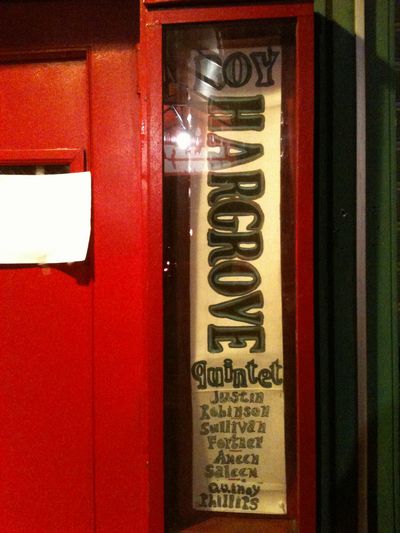 ROY
HARGROVE
quintet
Justin
Robinson
Sullivan
Fortner
Ameen
Saleem
Quincy
Phillips